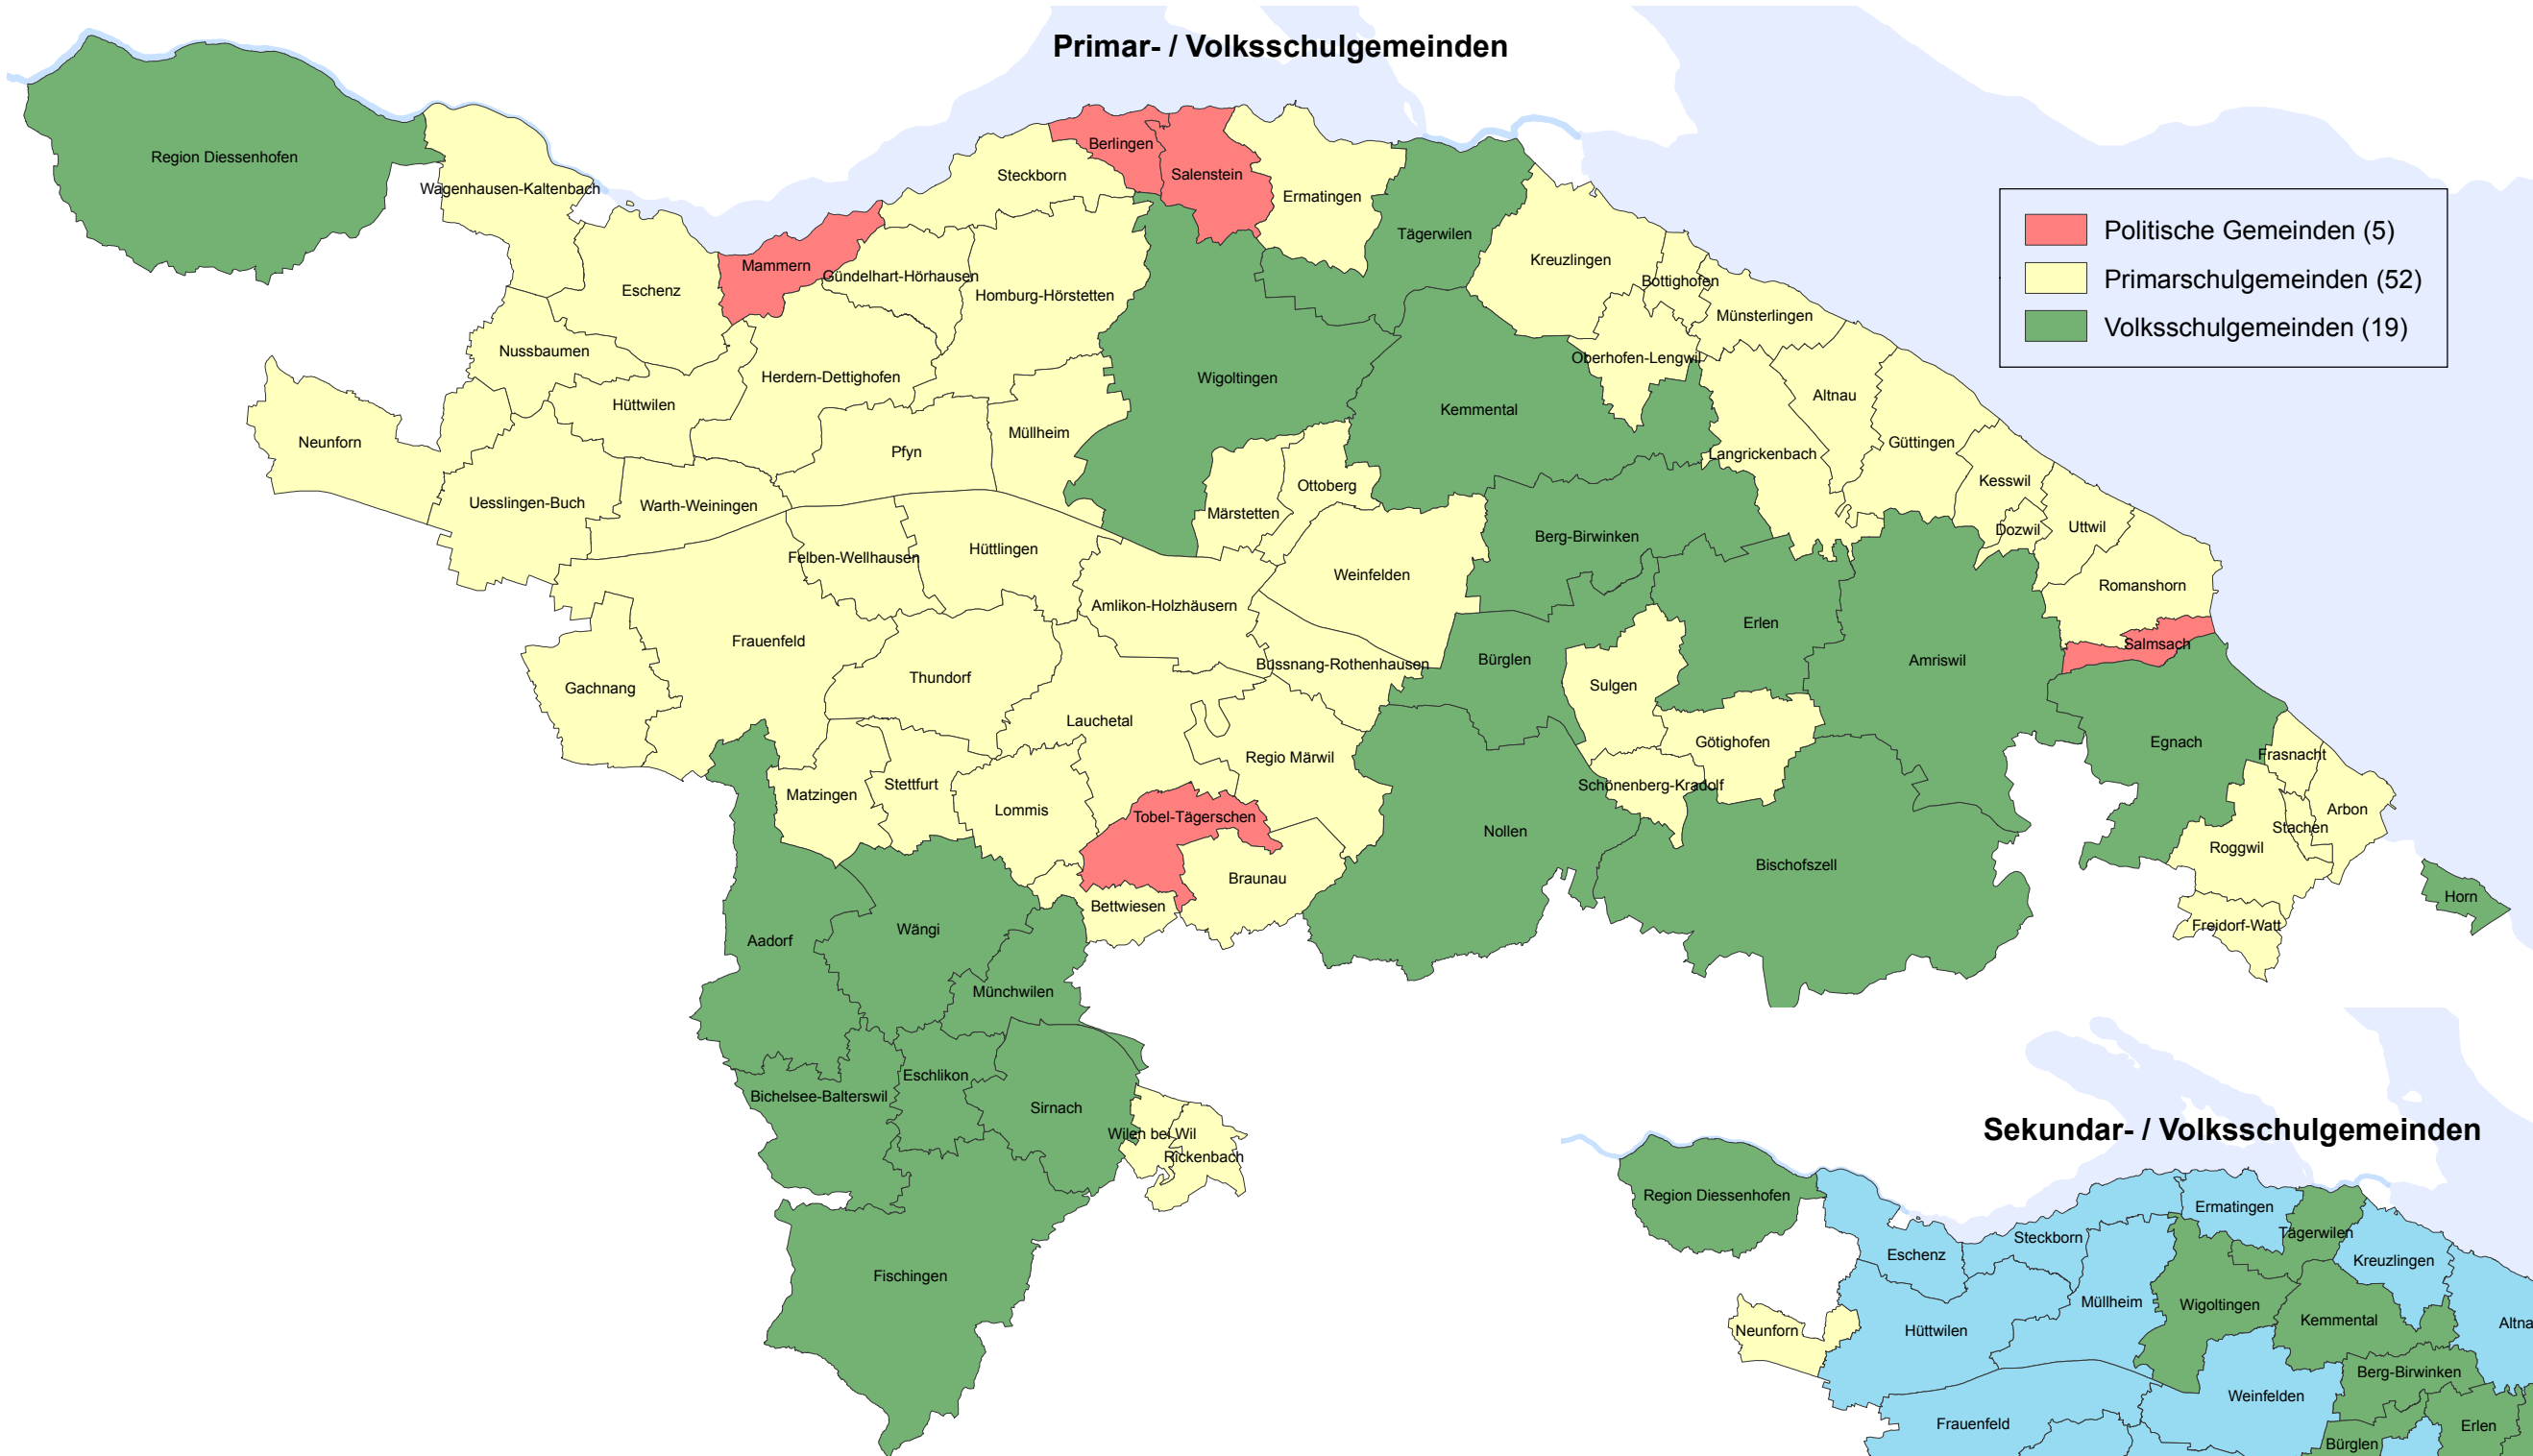 Primar- / Volksschulgemeinden
Politische Gemeinden (5)
Primarschulgemeinden (52)
Volksschulgemeinden (19)
Region Diessenhofen
Wagenhausen-Kaltenbach
Berlingen
Salenstein
Steckborn
Ermatingen
Tägerwilen
Kreuzlingen
Bottighofen
Münsterlingen
Mammern
Gündelhart-Hörhausen
Homburg-Hörstetten
Eschenz
Nussbaumen
Herdern-Dettighofen
Hüttwilen
Wigoltingen
Kemmental
Oberhofen-Lengwil
Altnau
Neunforn
Müllheim
Pfyn
Langrickenbach
Güttingen
Kesswil
Uesslingen-Buch
Warth-Weiningen
Ottoberg
Märstetten
Dozwil
Uttwil
Felben-Wellhausen
Hüttlingen
Berg-Birwinken
Weinfelden
Romanshorn
Amlikon-Holzhäusern
Erlen
Frauenfeld
Salmsach
Bussnang-Rothenhausen
Bürglen
Amriswil
Gachnang
Thundorf
Sulgen
Lauchetal
Götighofen
Egnach
Regio Märwil
Frasnacht
Matzingen
Stettfurt
Schönenberg-Kradolf
Lommis
Tobel-Tägerschen
Arbon
Stachen
Nollen
Roggwil
Bischofszell
Braunau
Horn
Bettwiesen
Freidorf-Watt
Wängi
Aadorf
Münchwilen
Eschlikon
Bichelsee-Balterswil
Sirnach
Wilen bei Wil
Rickenbach
Fischingen
Sekundar- / Volksschulgemeinden
Region Diessenhofen
Ermatingen
Tägerwilen
Steckborn
Eschenz
Kreuzlingen
Müllheim
Wigoltingen
Kemmental
Altna
Neunforn
Hüttwilen
Berg-Birwinken
Weinfelden
Frauenfeld
Erlen
Bürglen